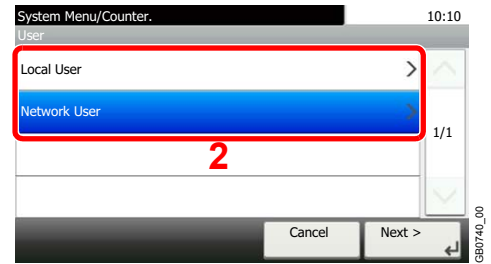 System Menu/Counter. 10:10
User
Local User
Network User
1/1
2
Cancel Next >
GB0740_00